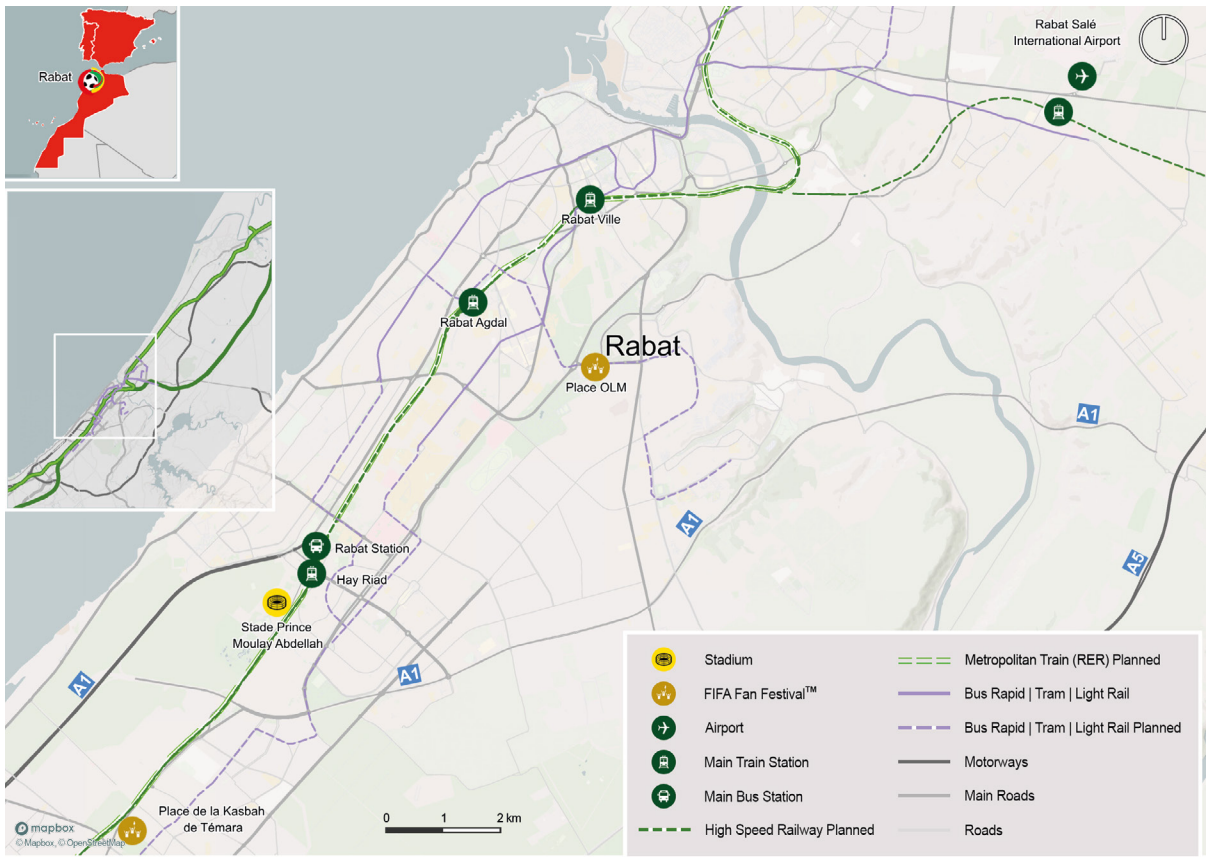 Rabat
Rabat Salé
International Airport
Rabat Ville
Rabat Agdal
Rabat
Place OLM
A1
A1
A5
Rabat Station
Hay Riad
Stade Prince
Moulay Abdellah
A1
A1
Place de la Kasbah
de Témara
mapbox
© Mapbox, © OpenStreetMap
0 1 2 km
Stadium
FIFA Fan Festival™
Airport
Main Train Station
Main Bus Station
High Speed Railway Planned
Metropolitan Train (RER) Planned
Bus Rapid | Tram | Light Rail
Bus Rapid | Tram | Light Rail Planned
Motorways
Main Roads
Roads